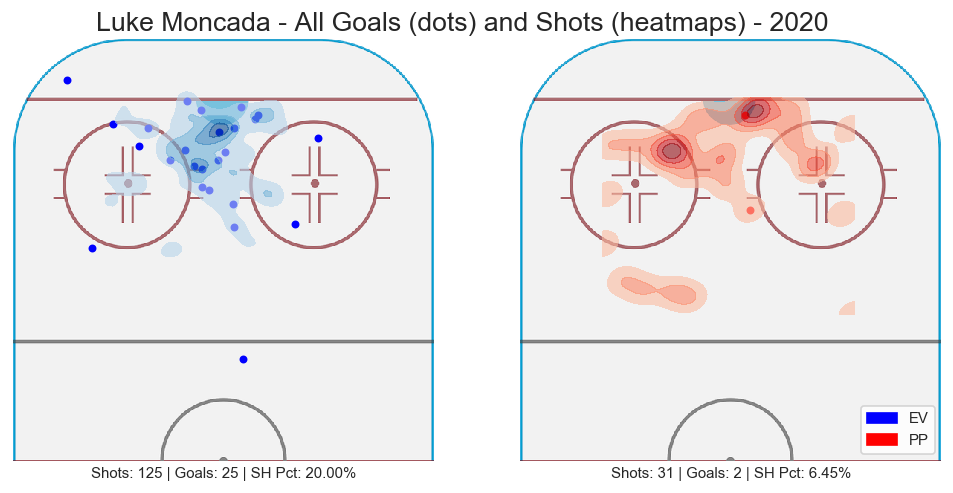 Luke Moncada - All Goals (dots) and Shots (heatmaps) - 2020
EV
PP
Shots: 125 | Goals: 25 | SH Pct: 20.00%
Shots: 31 | Goals: 2 | SH Pct: 6.45%